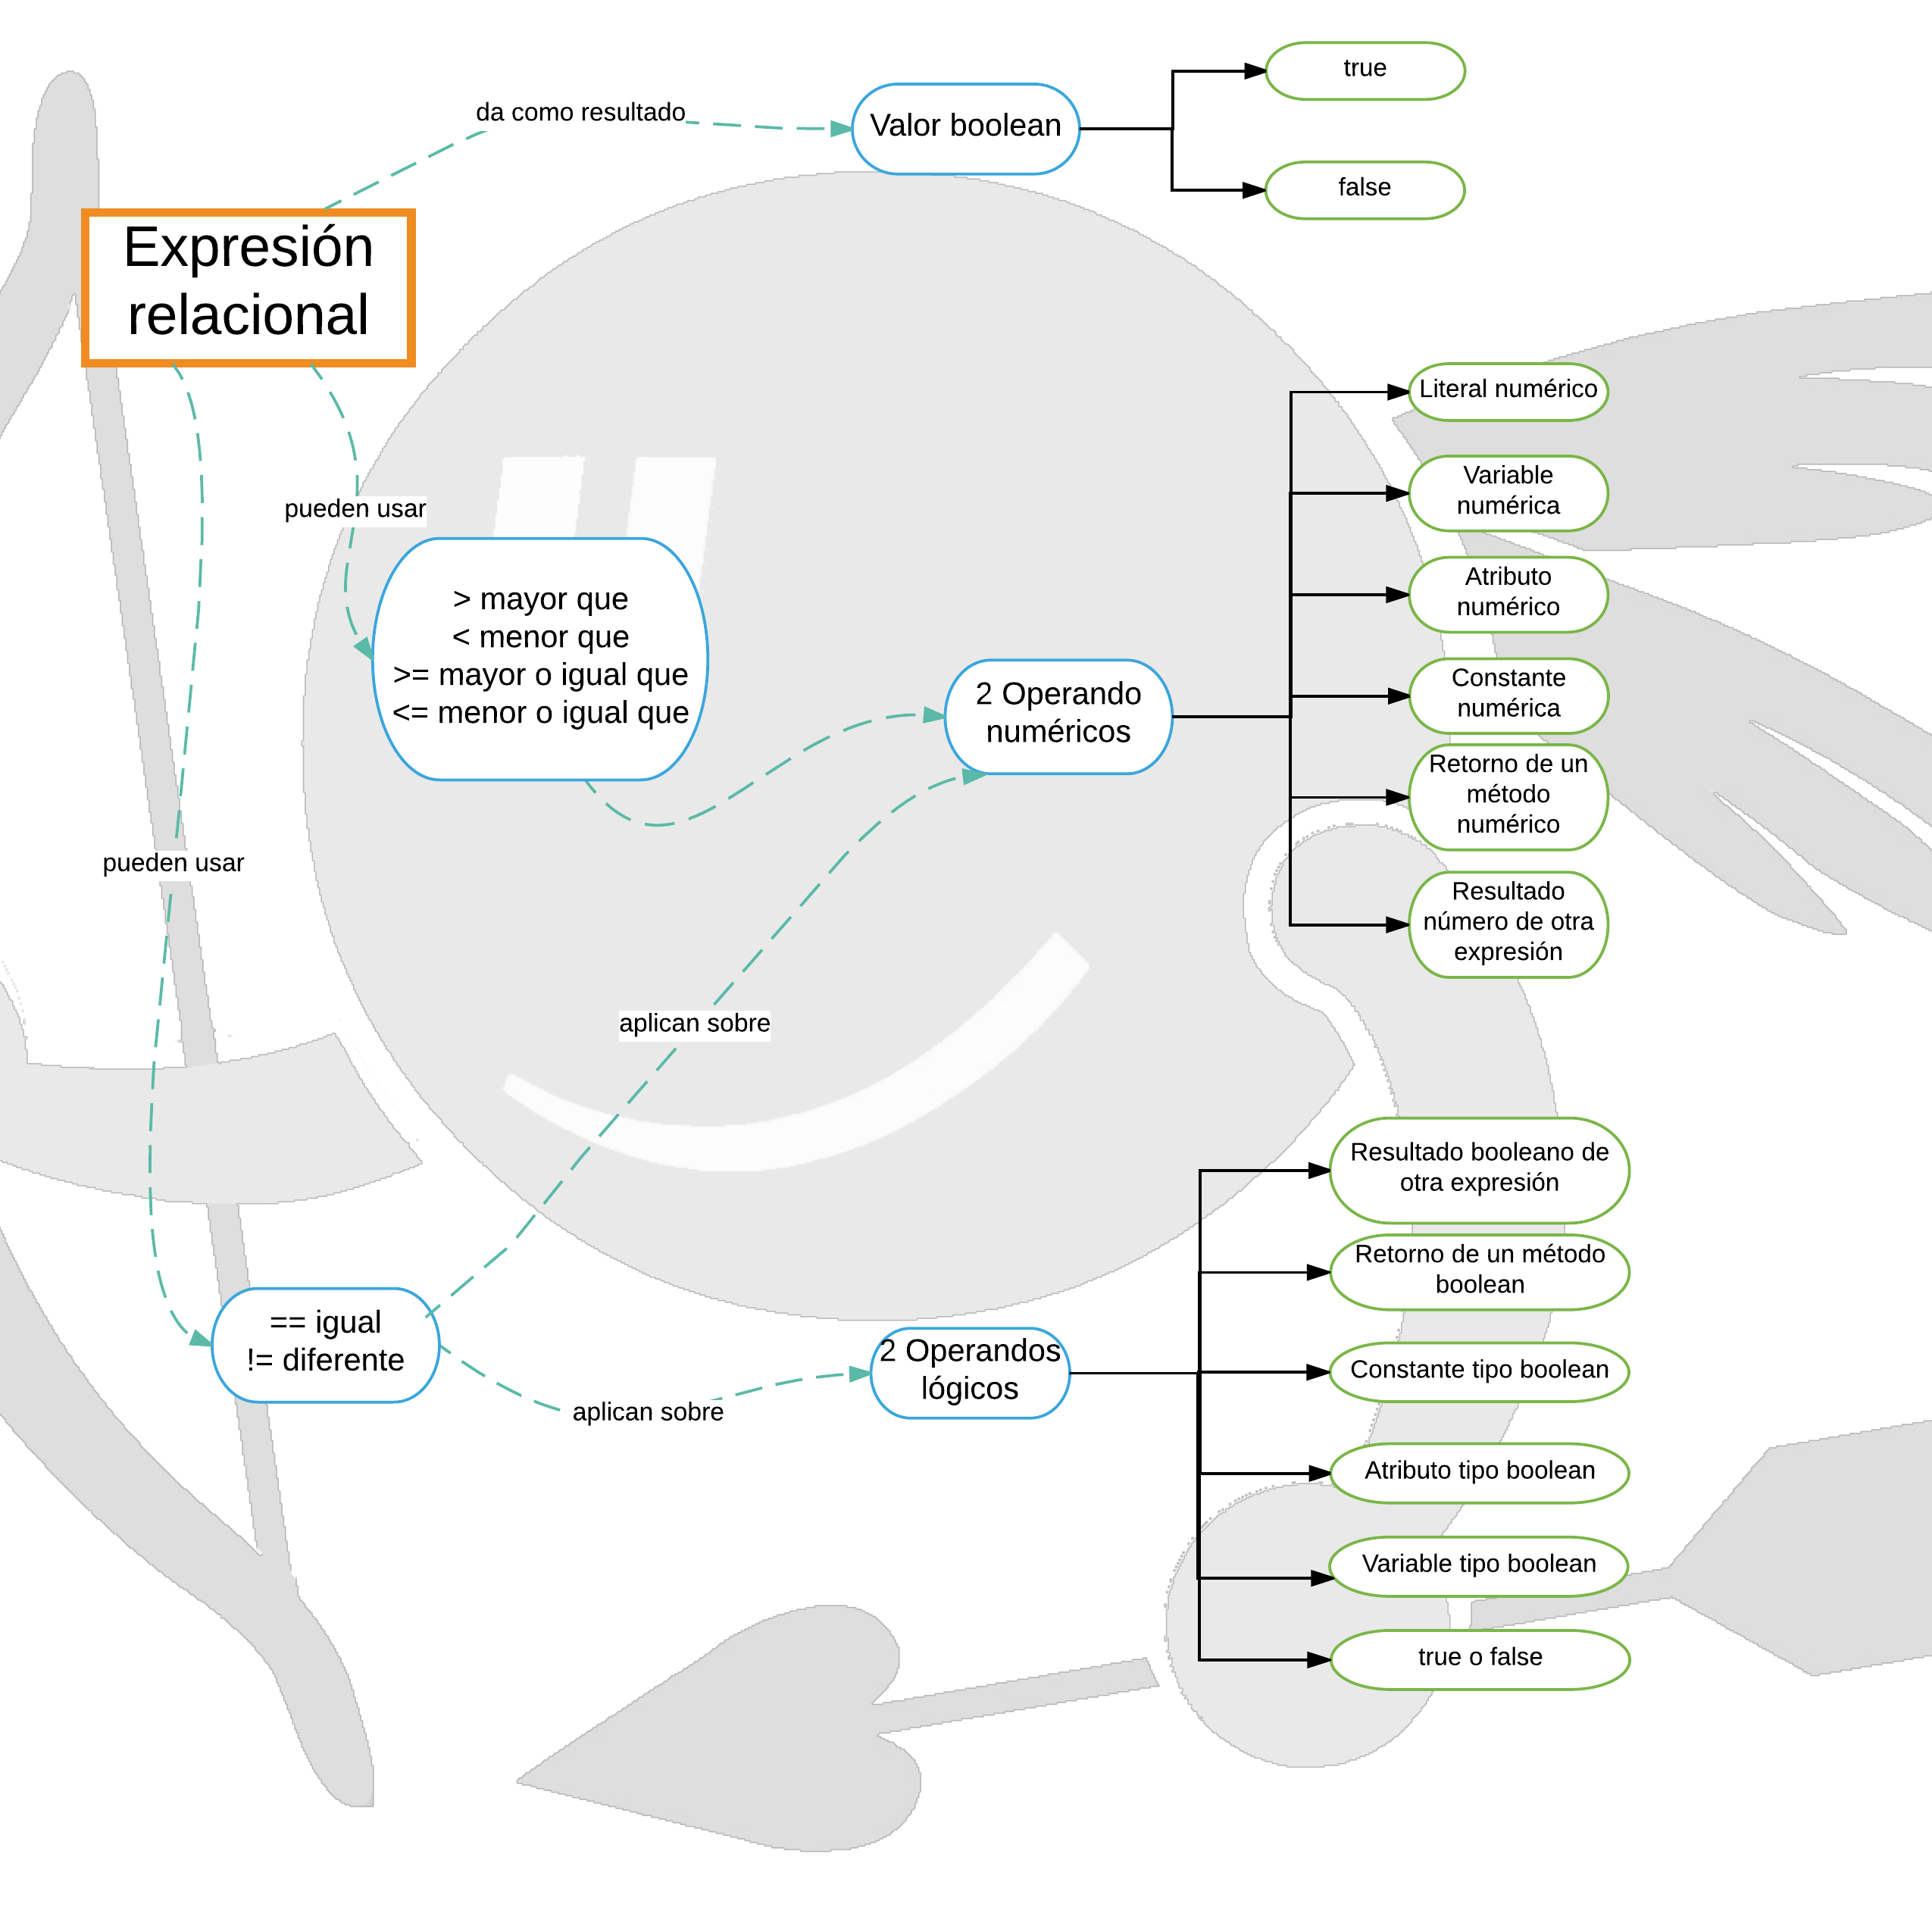 da como resultado
Valor boolean
true
false
Expresión
relacional
pueden usar
> mayor que
< menor que
>= mayor o igual que
<= menor o igual que
2 Operando
numéricos
Literal numérico
Variable
numérica
Atributo
numérico
Constante
numérica
Retorno de un
método
numérico
Resultado
número de otra
expresión
pueden usar
aplican sobre
== igual
!= diferente
aplican sobre
2 Operandos
lógicos
Resultado booleano de
otra expresión
Retorno de un método
boolean
Constante tipo boolean
Atributo tipo boolean
Variable tipo boolean
true o false